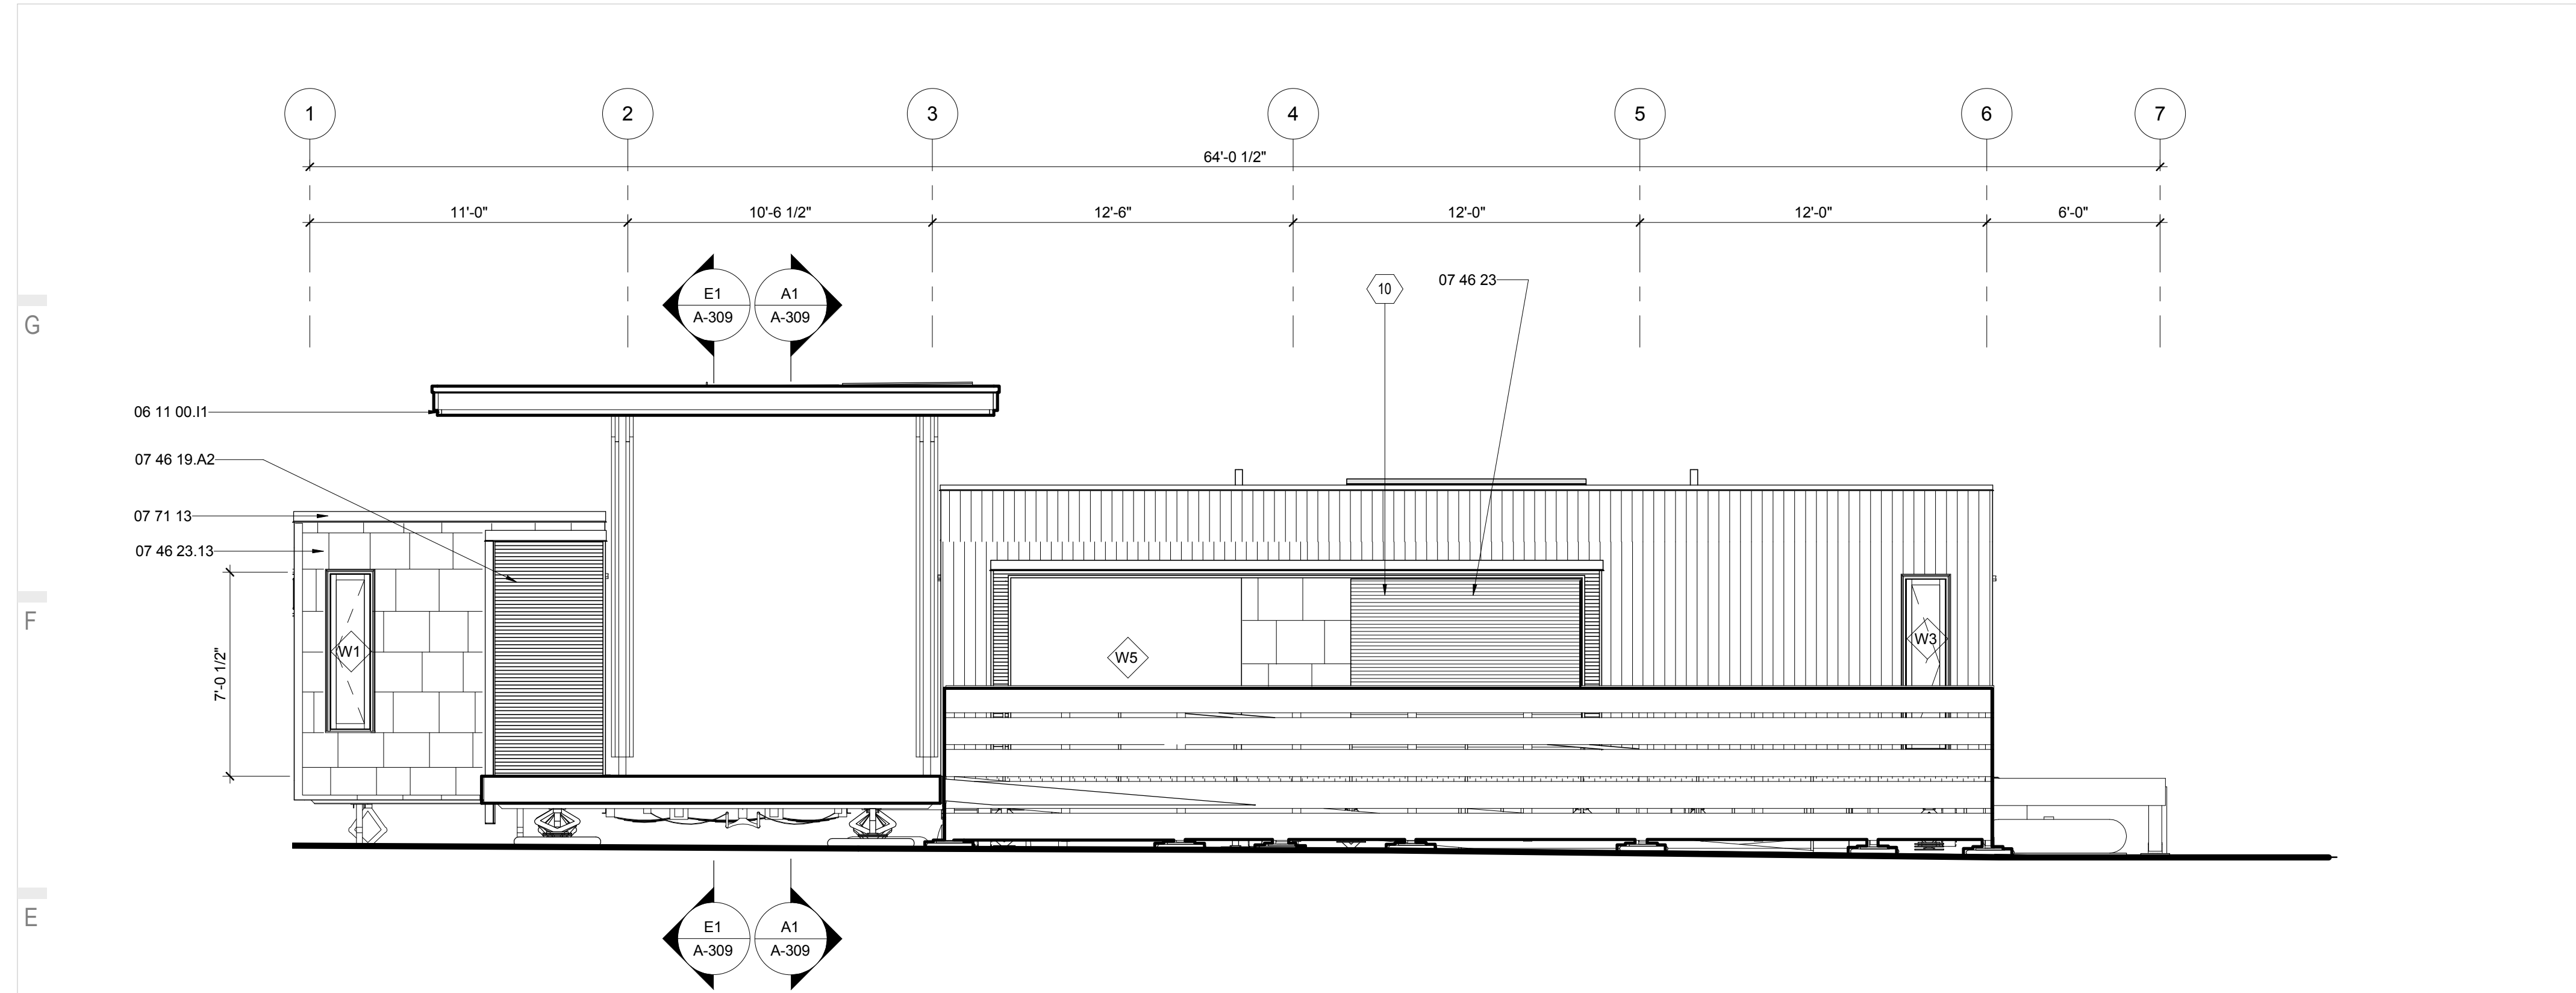 1 2 3 4 5 6 7
64'-0 1/2"
11'-0" 10'-6 1/2" 12'-6" 12'-0" 12'-0" 6'-0"
10 07 46 23
E1 A1
A-309 A-309
G
06 11 00.I1
07 46 19.A2
07 71 13
07 46 23.13
F
W1 W5 W3
7'-0 1/2"
E
E1 A1
A-309 A-309